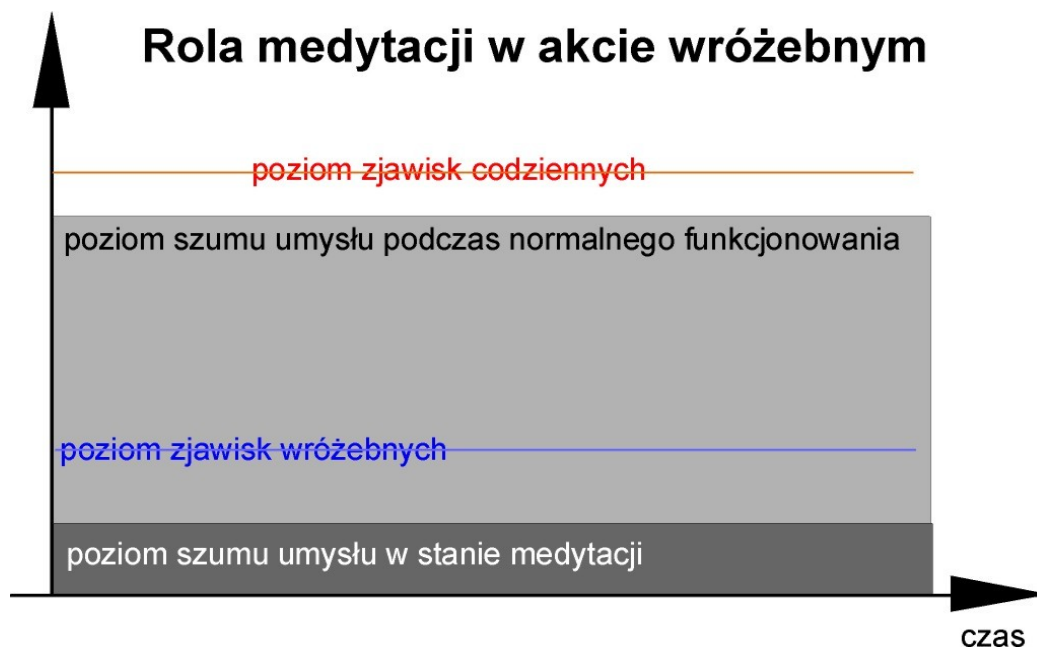 Rola medytacji w akcie wróżebnym
poziom zjawisk codziennych
poziom szumu umysłu podczas normalnego funkcjonowania
poziom zjawisk wróżebnych
poziom szumu umysłu w stanie medytacji
czas